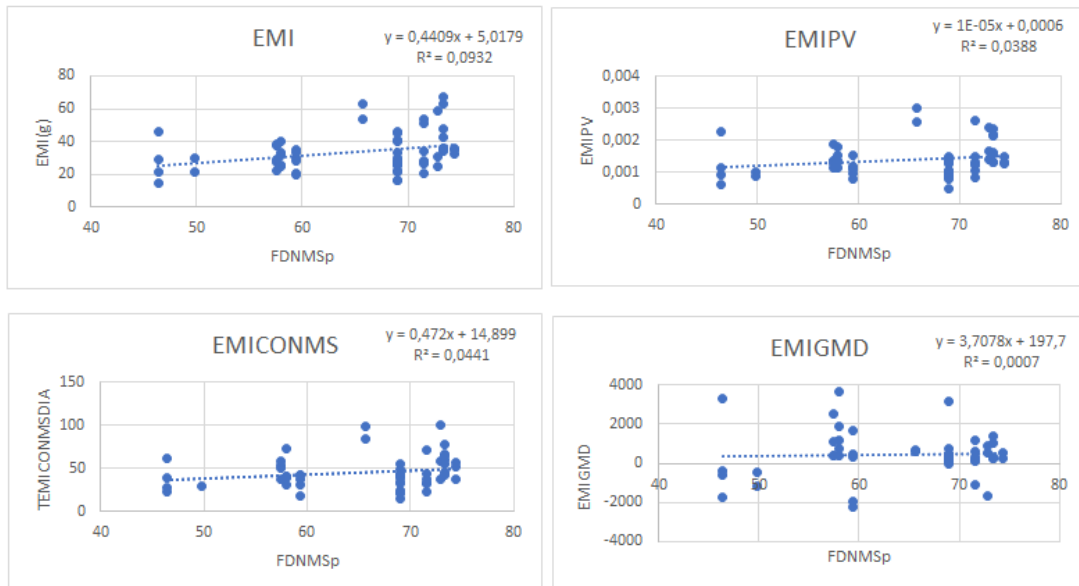 EMI
y = 0,4409x + 5,0179
R² = 0,0932
80
60
40
20
0
EMI(g)
40 50 60 70 80
FDNMSp
EMIPV
y = 1E-05x + 0,0006
R² = 0,0388
0,004
0,003
0,002
0,001
0
EMIPV
40 50 60 70 80
FDNMSp
EMICONMS
y = 0,472x + 14,899
R² = 0,0441
150
100
50
0
TEMICONMSDIA
40 50 60 70 80
FDNMSp
EMIGMD
y = 3,7078x + 197,7
R² = 0,0007
4000
2000
0
-2000
-4000
EMIGMD
40 50 60 70 80
FDNMSp